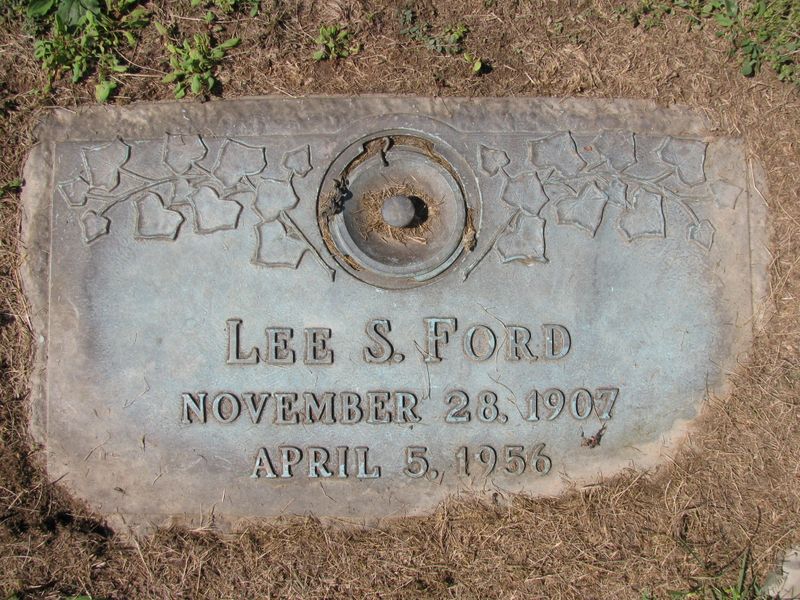 LEE S. FORD
NOVEMBER 28. 1907
APRIL 5. 1956